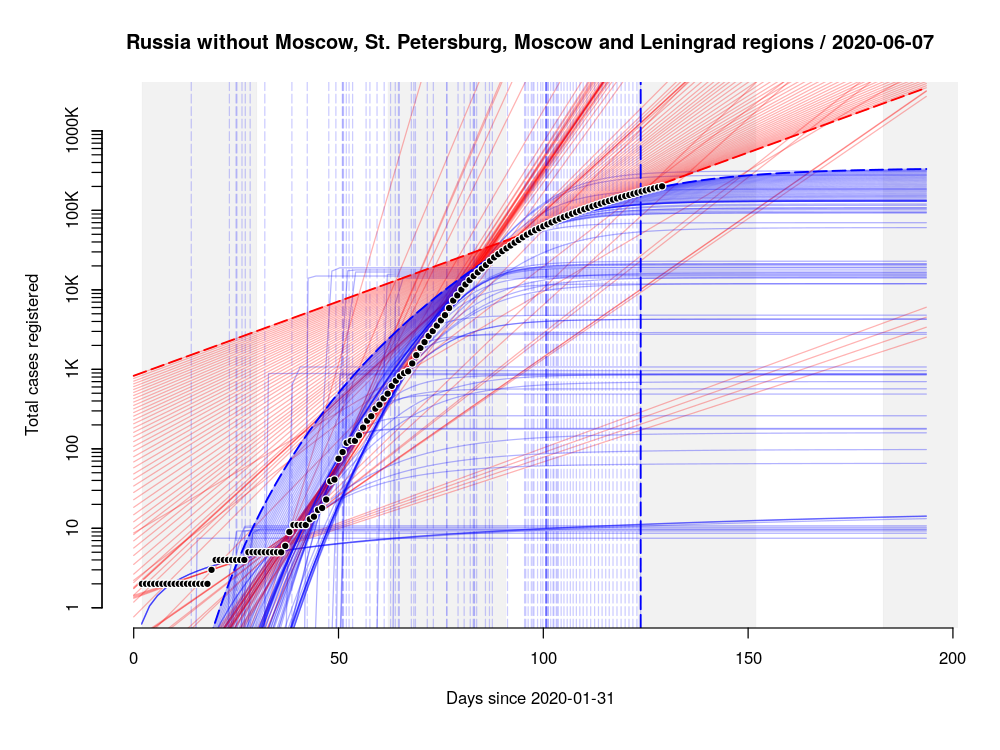 Russia without Moscow, St. Petersburg, Moscow and Leningrad regions / 2020-06-07
Total cases registered
1000K
100K
10K
1K
100
10
1
0 50 100 150 200
Days since 2020-01-31